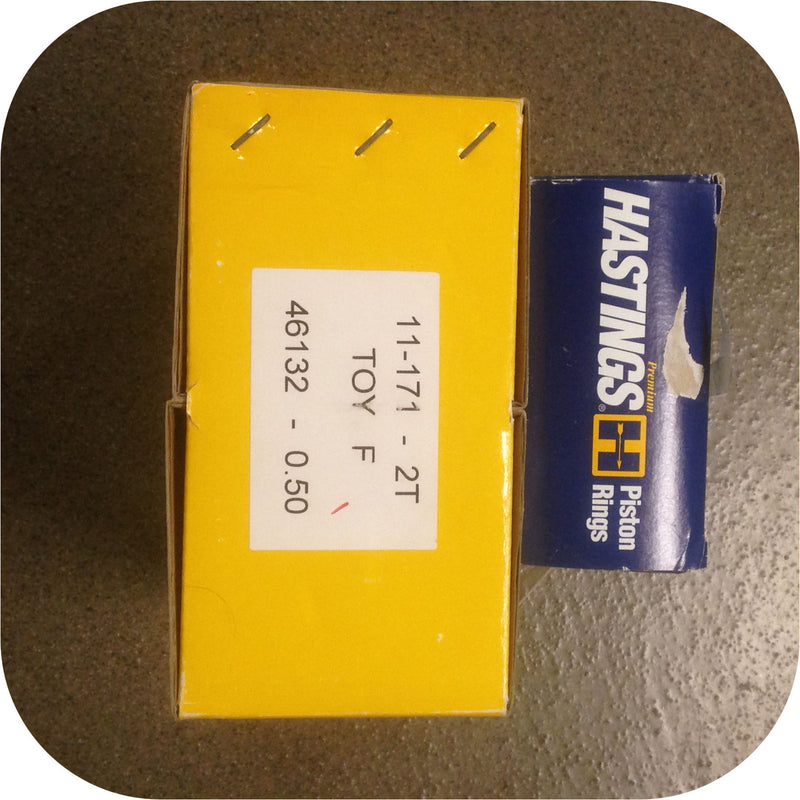 11-171 - 2T
TOY F
46132 - 0.50
HASTINGS®
Premium
H
Piston
Rings